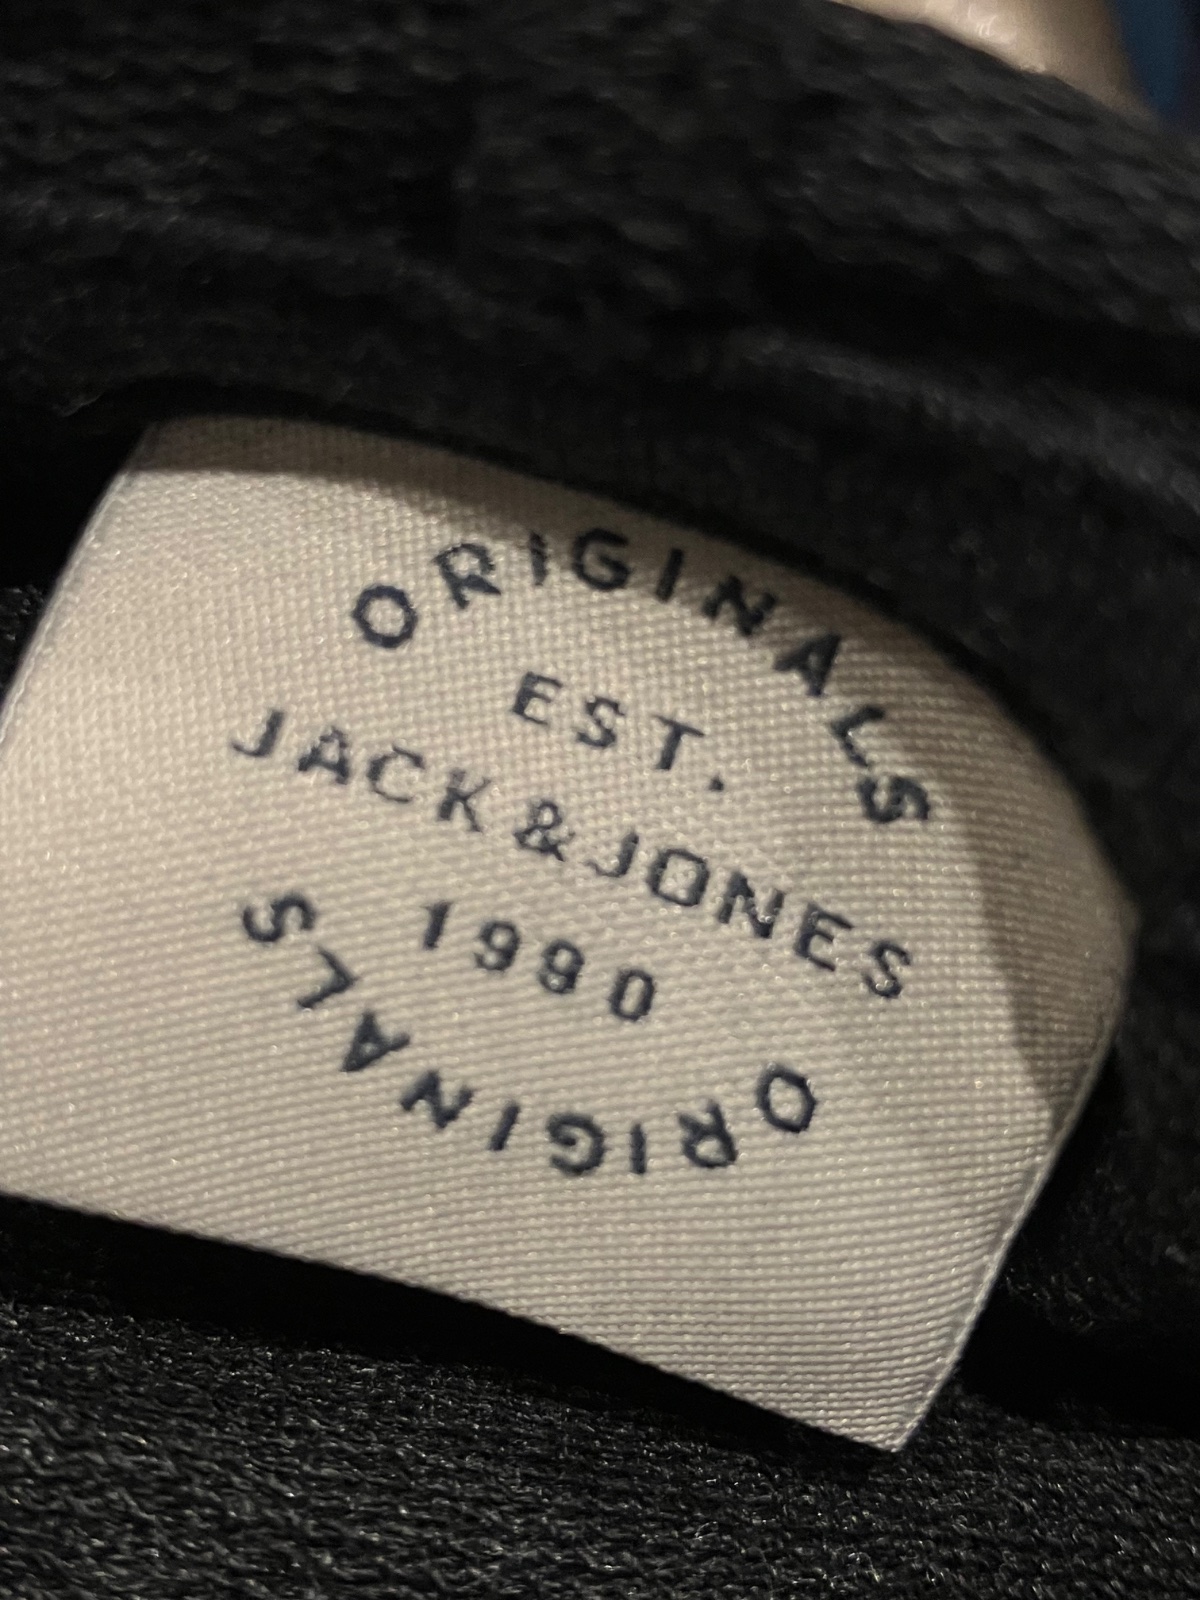 ORIGINALS
EST.
JACK & JONES
1990
ORIGINALS